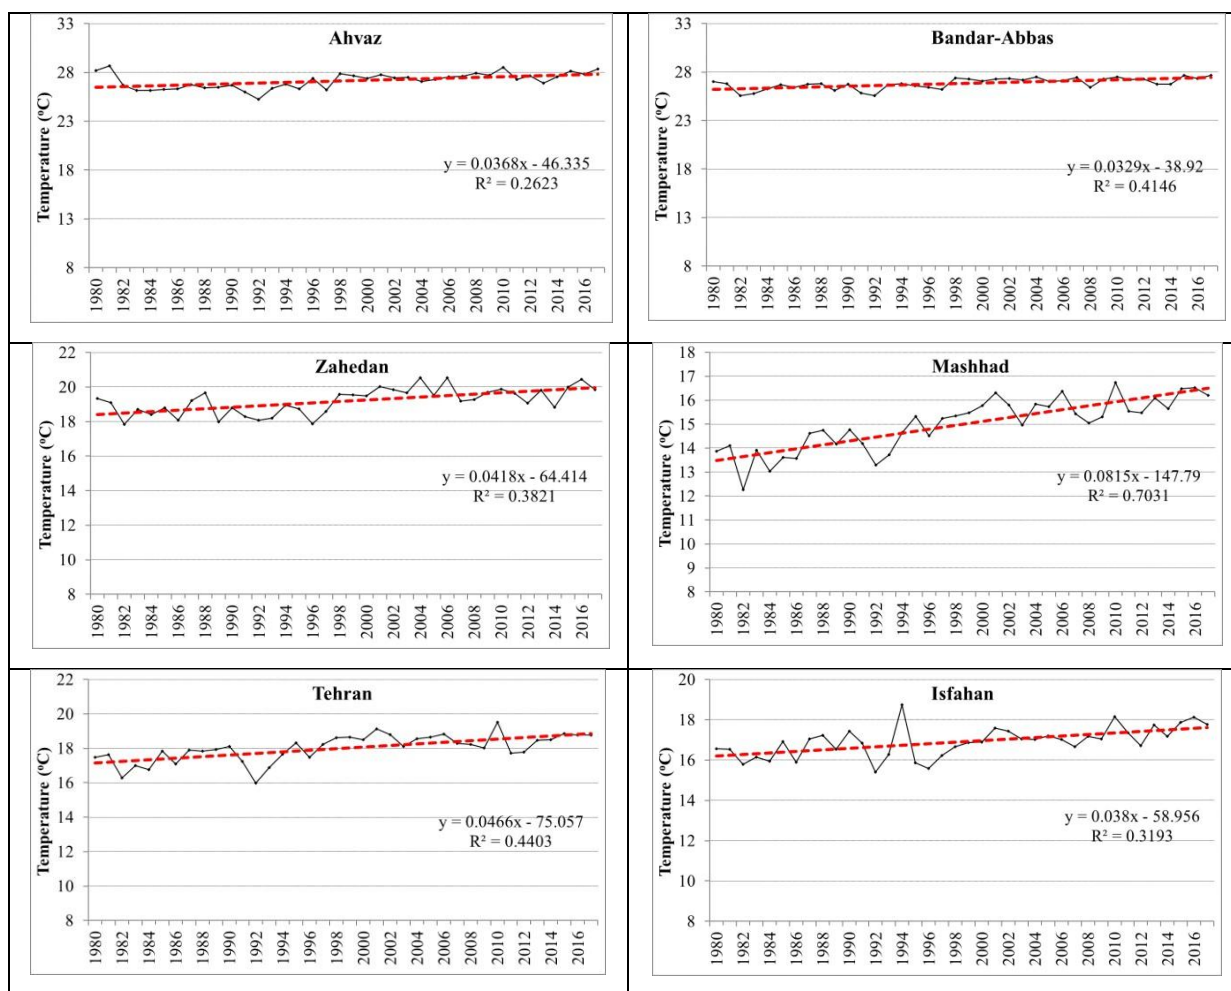 Ahvaz
Temperature (ºC)
33
28
23
18
13
8
y = 0.0368x - 46.335
R² = 0.2623
1980 1982 1984 1986 1988 1990 1992 1994 1996 1998 2000 2002 2004 2006 2008 2010 2012 2014 2016
Bandar-Abbas
Temperature (ºC)
33
28
23
18
13
8
y = 0.0329x - 38.92
R² = 0.4146
1980 1982 1984 1986 1988 1990 1992 1994 1996 1998 2000 2002 2004 2006 2008 2010 2012 2014 2016
Zahedan
Temperature (ºC)
22
20
18
16
14
12
10
8
y = 0.0418x - 64.414
R² = 0.3821
1980 1982 1984 1986 1988 1990 1992 1994 1996 1998 2000 2002 2004 2006 2008 2010 2012 2014 2016
Mashhad
Temperature (ºC)
18
17
16
15
14
13
12
11
10
9
8
y = 0.0815x - 147.79
R² = 0.7031
1980 1982 1984 1986 1988 1990 1992 1994 1996 1998 2000 2002 2004 2006 2008 2010 2012 2014 2016
Tehran
Temperature (ºC)
22
20
18
16
14
12
10
8
y = 0.0466x - 75.057
R² = 0.4403
1980 1982 1984 1986 1988 1990 1992 1994 1996 1998 2000 2002 2004 2006 2008 2010 2012 2014 2016
Isfahan
Temperature (ºC)
20
18
16
14
12
10
8
y = 0.038x - 58.956
R² = 0.3193
1980 1982 1984 1986 1988 1990 1992 1994 1996 1998 2000 2002 2004 2006 2008 2010 2012 2014 2016